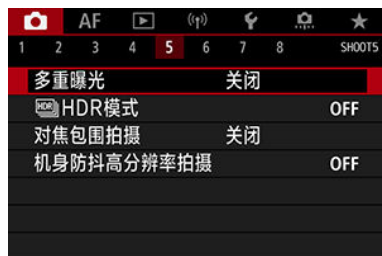 AF
1 2 3 4 5 6 7 8 SHOOT5
多重曝光 关闭
HDR HDR模式 OFF
对焦包围拍摄 关闭
机身防抖高分辨率拍摄 OFF